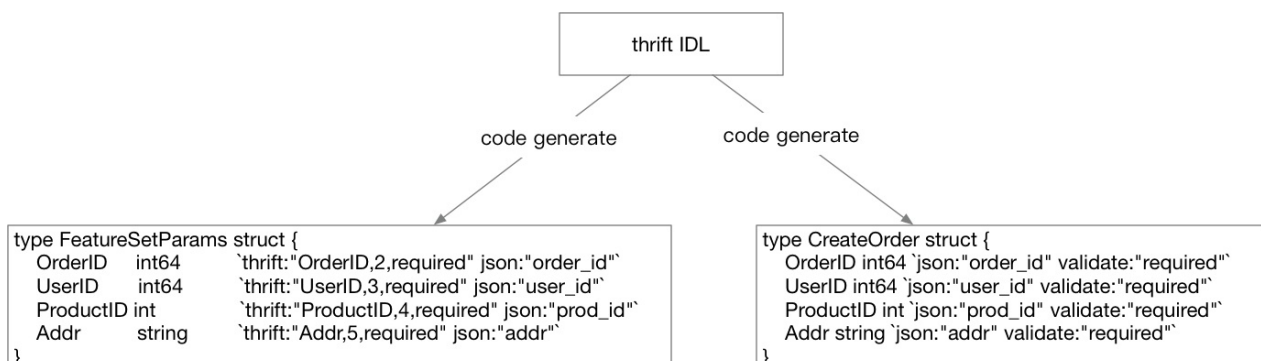 thrift IDL
code generate
code generate
type FeatureSetParams struct {
OrderID int64 `thrift:"OrderID,2,required" json:"order_id"`
UserID int64 `thrift:"UserID,3,required" json:"user_id"`
ProductID int `thrift:"ProductID,4,required" json:"prod_id"`
Addr string `thrift:"Addr,5,required" json:"addr"`
}
type CreateOrder struct {
OrderID int64 `json:"order_id" validate:"required"`
UserID int64 `json:"user_id" validate:"required"`
ProductID int `json:"prod_id" validate:"required"`
Addr string `json:"addr" validate:"required"`
}